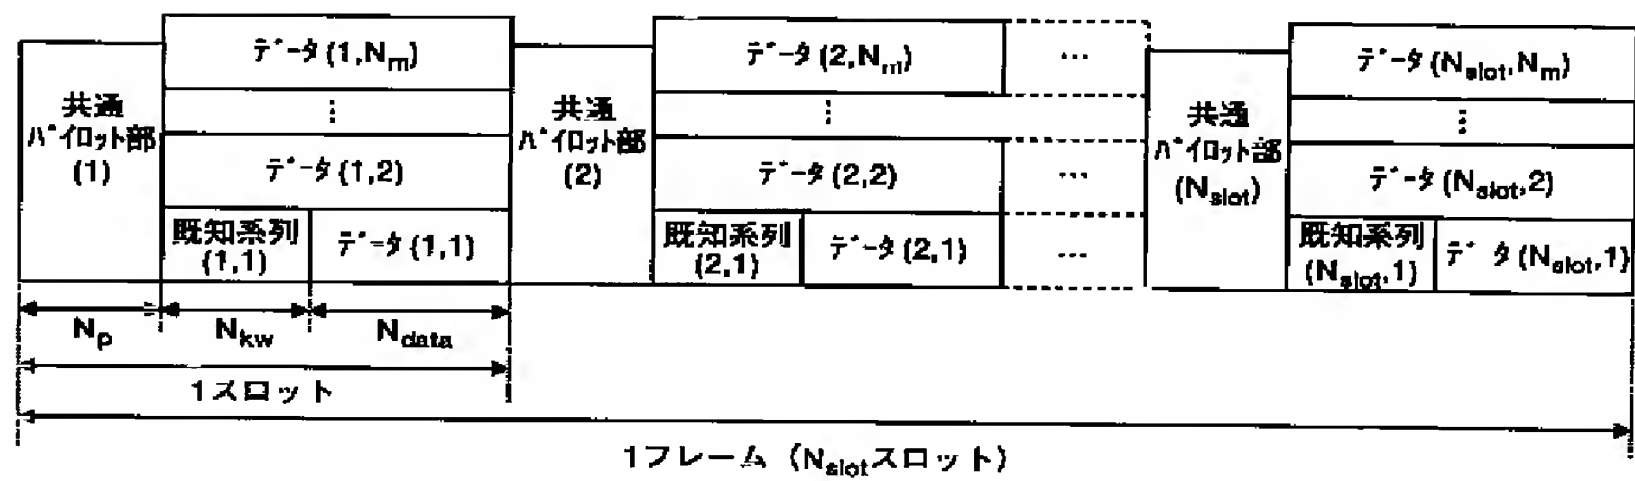 データ(1,Nm)
データ(2,Nm)
...
データ(Nslot,Nm)
共通
パイロット部
(1)
⋮
共通
パイロット部
(2)
⋮
共通
パイロット部
(Nslot)
⋮
データ(1,2)
データ(2,2)
...
データ(Nslot,2)
既知系列
(1,1)
データ(1,1)
既知系列
(2,1)
データ(2,1)
...
既知系列
(Nslot,1)
デ タ(Nslot,1)
Np
Nkw
Ndata
1スロット
1フレーム（Nslotスロット）